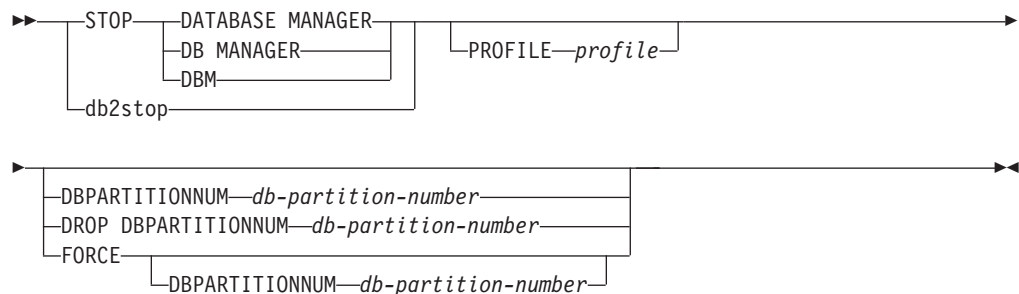 STOP DATABASE MANAGER
DB MANAGER
DBM
db2stop
PROFILE profile
DBPARTITIONNUM db-partition-number
DROP DBPARTITIONNUM db-partition-number
FORCE
DBPARTITIONNUM db-partition-number